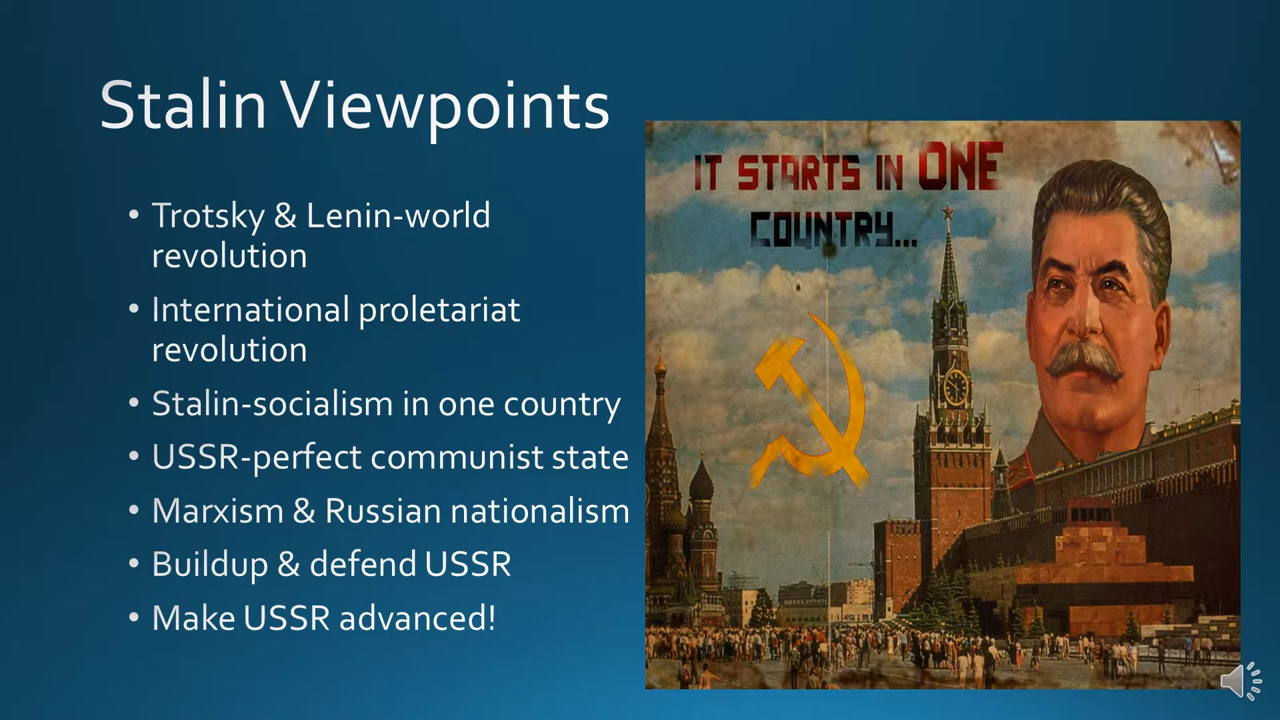 Stalin Viewpoints
• Trotsky & Lenin-world
revolution
• International proletariat
revolution
• Stalin-socialism in one country
• USSR-perfect communist state
• Marxism & Russian nationalism
• Buildup & defend USSR
• Make USSR advanced!
IT STARTS IN ONE
COUNTRY...